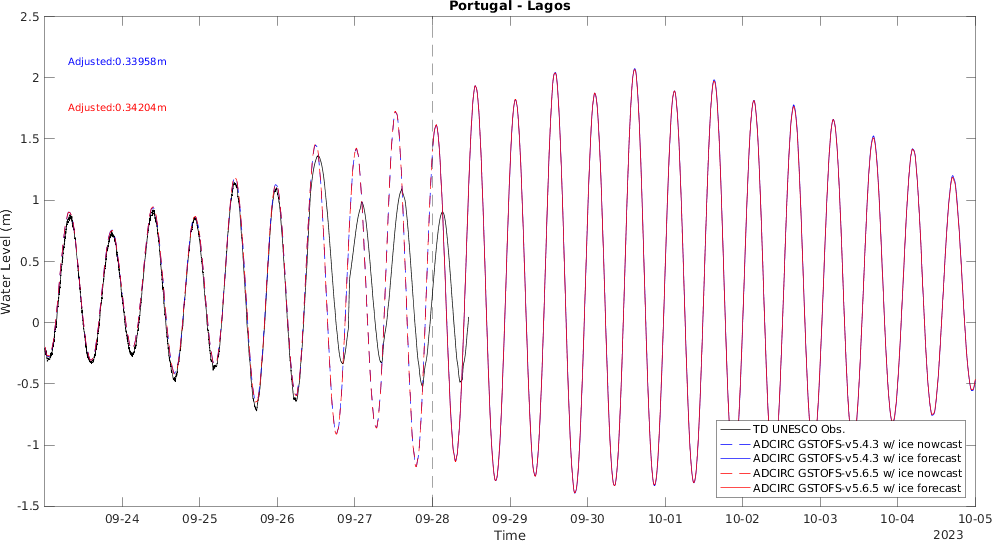 Portugal - Lagos
2.5
Adjusted:0.33958m
2
Adjusted:0.34204m
1.5
1
0.5
0
-0.5
-1
-1.5
Water Level (m)
TD UNESCO Obs.
ADCIRC GSTOFS-v5.4.3 w/ ice nowcast
ADCIRC GSTOFS-v5.4.3 w/ ice forecast
ADCIRC GSTOFS-v5.6.5 w/ ice nowcast
ADCIRC GSTOFS-v5.6.5 w/ ice forecast
09-24 09-25 09-26 09-27 09-28 09-29 09-30 10-01 10-02 10-03 10-04 10-05
Time
2023